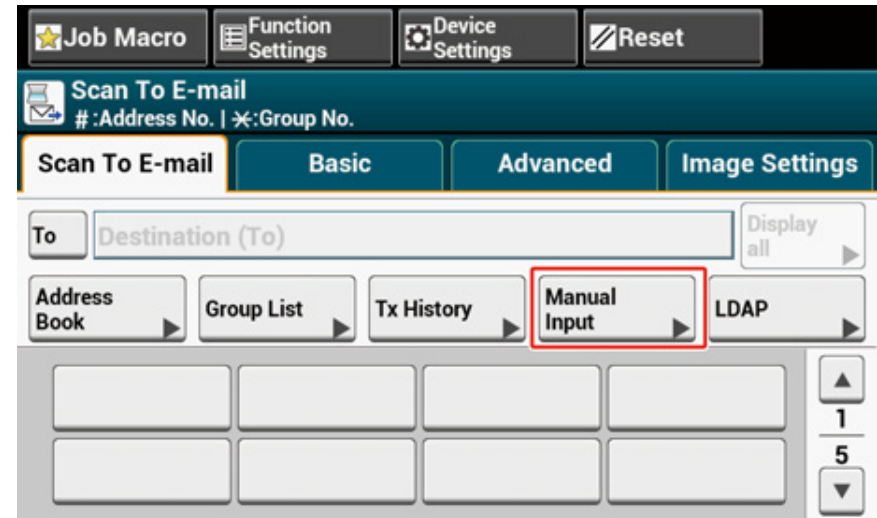 Job Macro
Function
Settings
Device
Settings
Reset
Scan To E-mail
#:Address No. | ⚹:Group No.
Scan To E-mail
Basic
Advanced
Image Settings
To
Destination (To)
Display
all
Address
Book
Group List
Tx History
Manual
Input
LDAP
1
5